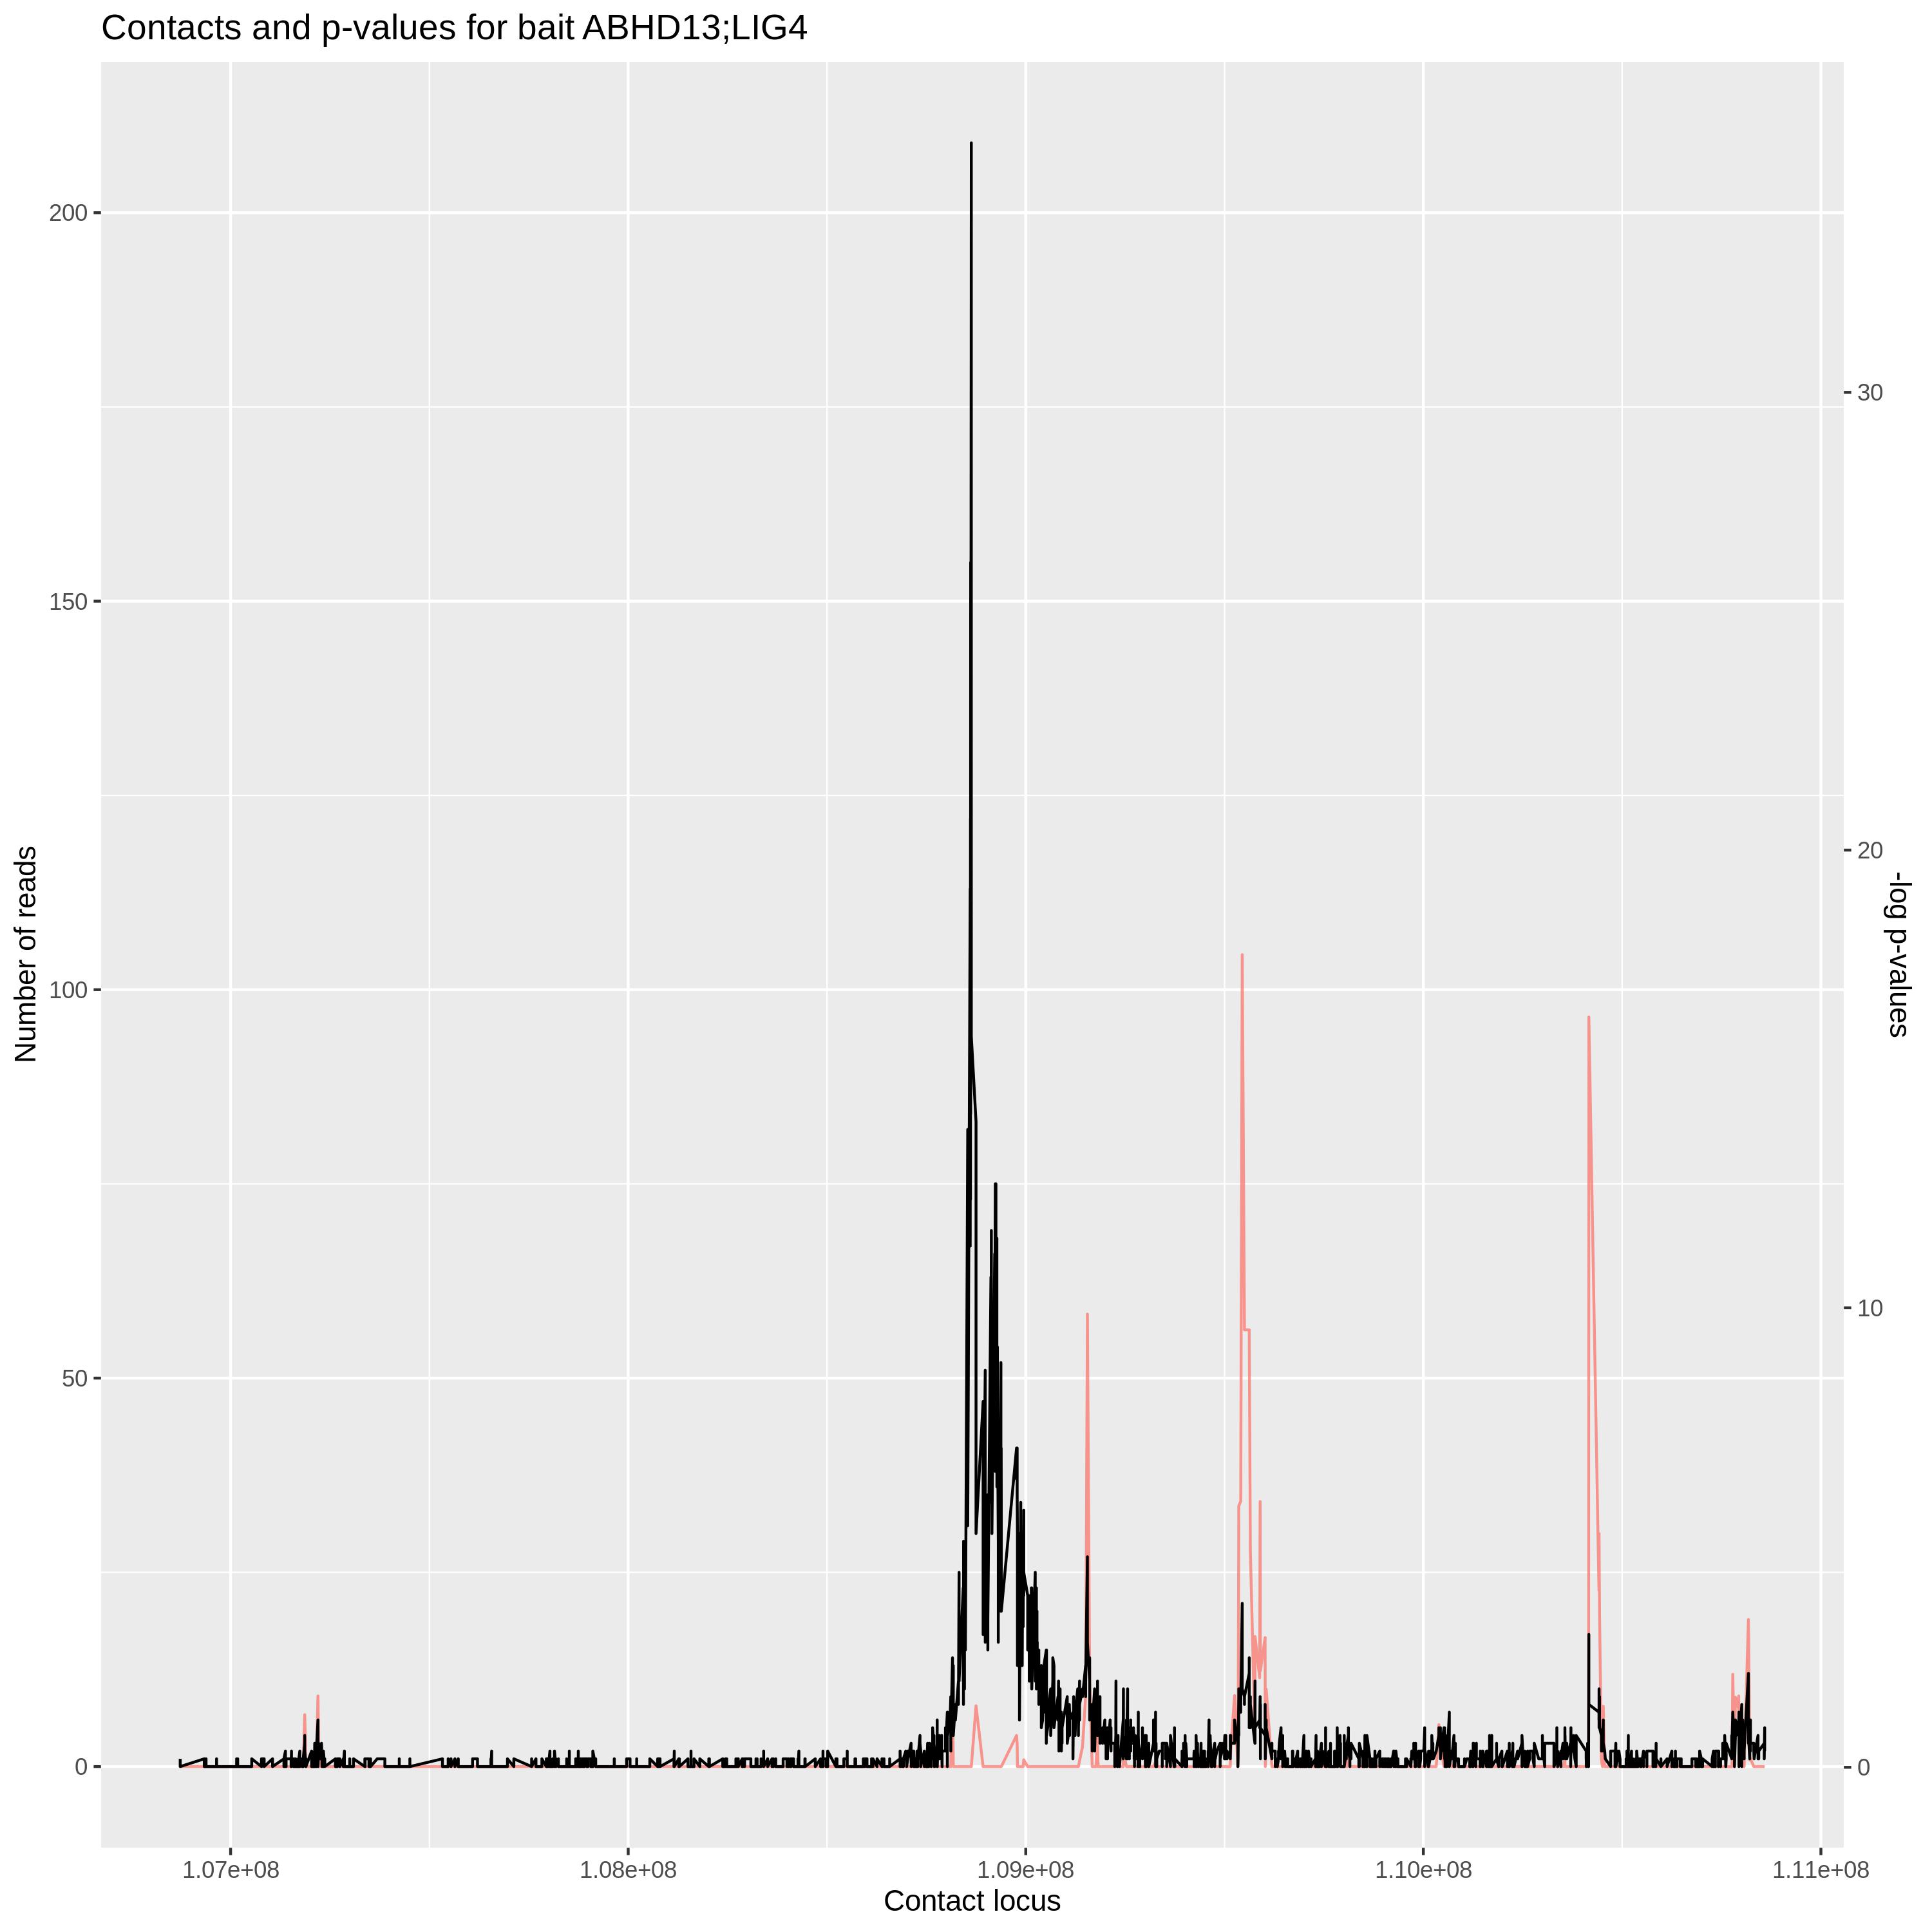 Contacts and p-values for bait ABHD13;LIG4
200
150
100
50
0
Number of reads
30
20
10
0
-log p-values
1.07e+08
1.08e+08
1.09e+08
1.10e+08
1.11e+08
Contact locus